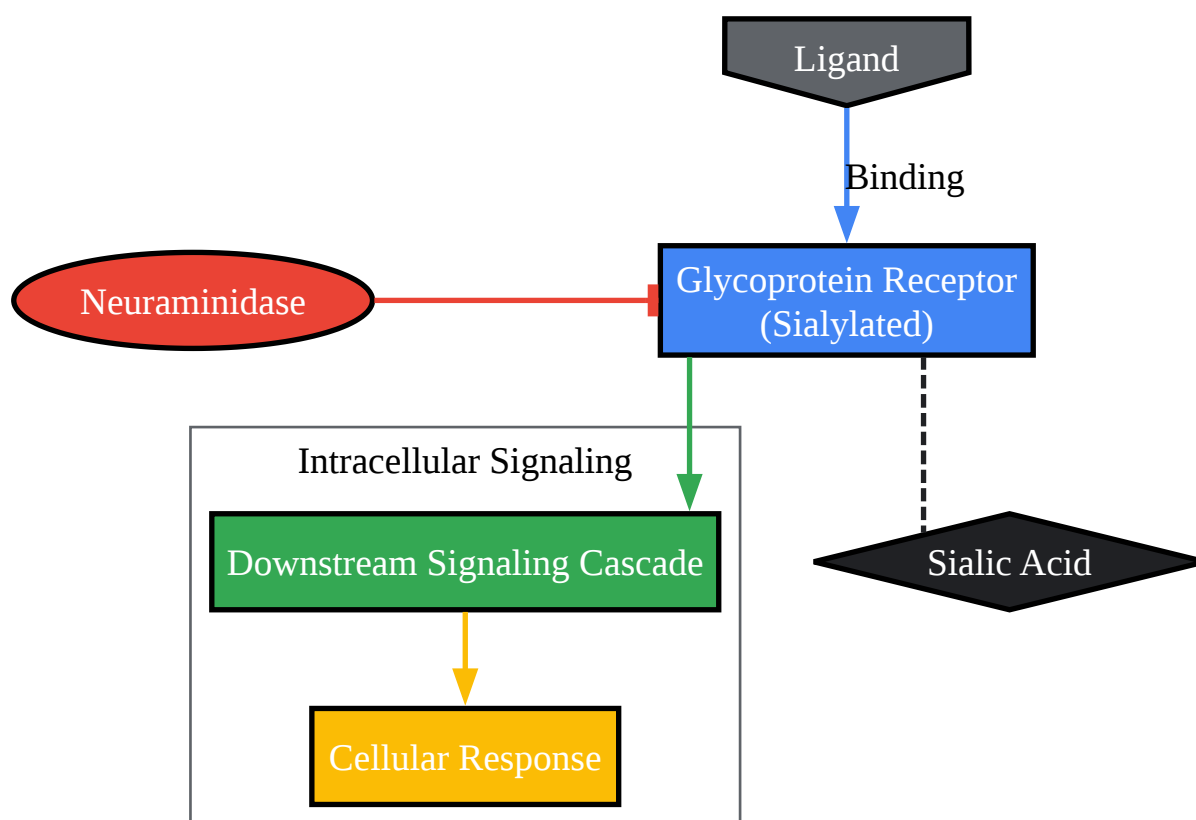 Ligand
Binding
Neuraminidase
Glycoprotein Receptor
(Sialylated)
Intracellular Signaling
Downstream Signaling Cascade
Sialic Acid
Cellular Response